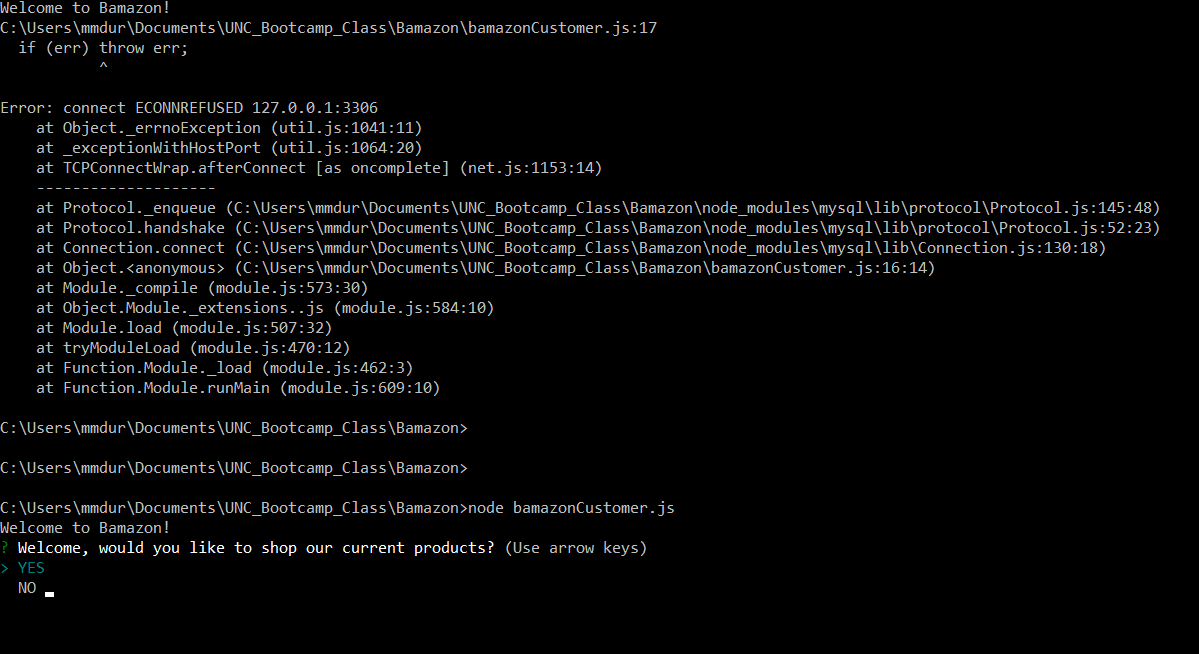 Welcome to Bamazon!
C:\Users\mmdur\Documents\UNC_Bootcamp_Class\Bamazon\bamazonCustomer.js:17
  if (err) throw err;
           ^

Error: connect ECONNREFUSED 127.0.0.1:3306
    at Object._errnoException (util.js:1041:11)
    at _exceptionWithHostPort (util.js:1064:20)
    at TCPConnectWrap.afterConnect [as oncomplete] (net.js:1153:14)
    --------------------
    at Protocol._enqueue (C:\Users\mmdur\Documents\UNC_Bootcamp_Class\Bamazon\node_modules\mysql\lib\protocol\Protocol.js:145:48)
    at Protocol.handshake (C:\Users\mmdur\Documents\UNC_Bootcamp_Class\Bamazon\node_modules\mysql\lib\protocol\Protocol.js:52:23)
    at Connection.connect (C:\Users\mmdur\Documents\UNC_Bootcamp_Class\Bamazon\node_modules\mysql\lib\Connection.js:130:18)
    at Object.<anonymous> (C:\Users\mmdur\Documents\UNC_Bootcamp_Class\Bamazon\bamazonCustomer.js:16:14)
    at Module._compile (module.js:573:30)
    at Object.Module._extensions..js (module.js:584:10)
    at Module.load (module.js:507:32)
    at tryModuleLoad (module.js:470:12)
    at Function.Module._load (module.js:462:3)
    at Function.Module.runMain (module.js:609:10)

C:\Users\mmdur\Documents\UNC_Bootcamp_Class\Bamazon>

C:\Users\mmdur\Documents\UNC_Bootcamp_Class\Bamazon>

C:\Users\mmdur\Documents\UNC_Bootcamp_Class\Bamazon>node bamazonCustomer.js
Welcome to Bamazon!
? Welcome, would you like to shop our current products? (Use arrow keys)
> YES
  NO